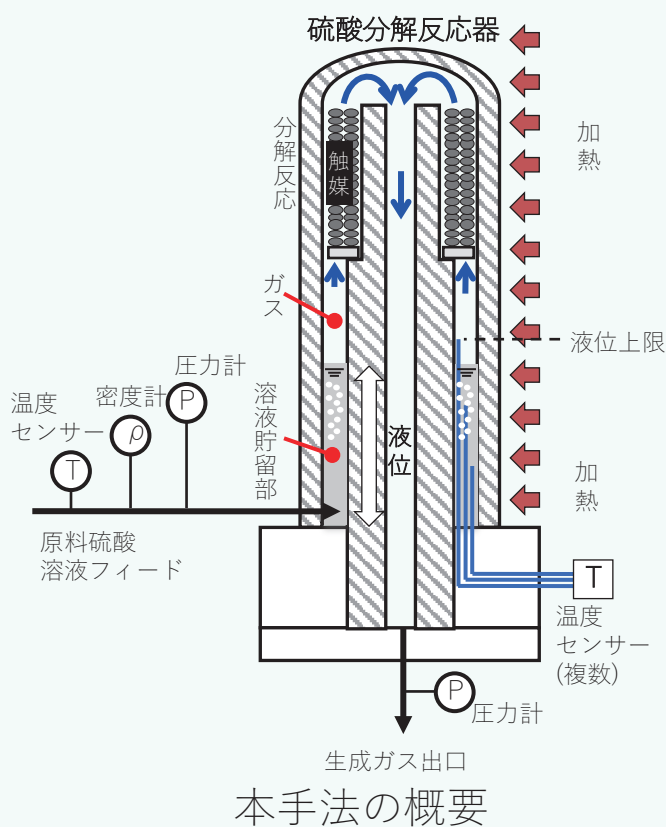 硫酸分解反応器
分解反応
触媒
加熱
ガス
液位上限
圧力計
密度計
温度
センサー
P
ρ
T
溶液貯留部
液位
加熱
原料硫酸
溶液フィード
T
温度
センサー
(複数)
P
圧力計
生成ガス出口
本手法の概要